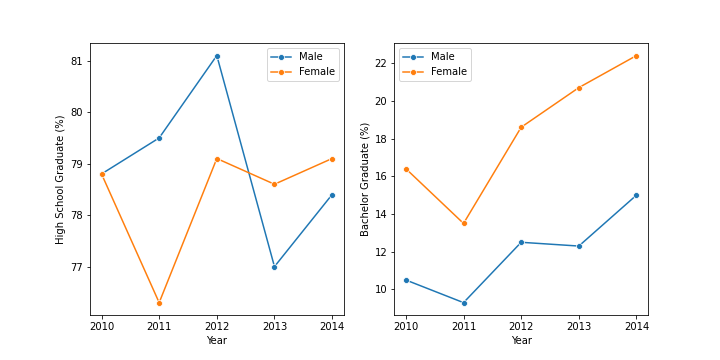 High School Graduate (%)
81
80
79
78
77
2010 2011 2012 2013 2014
Year
Male
Female
Bachelor Graduate (%)
22
20
18
16
14
12
10
2010 2011 2012 2013 2014
Year
Male
Female